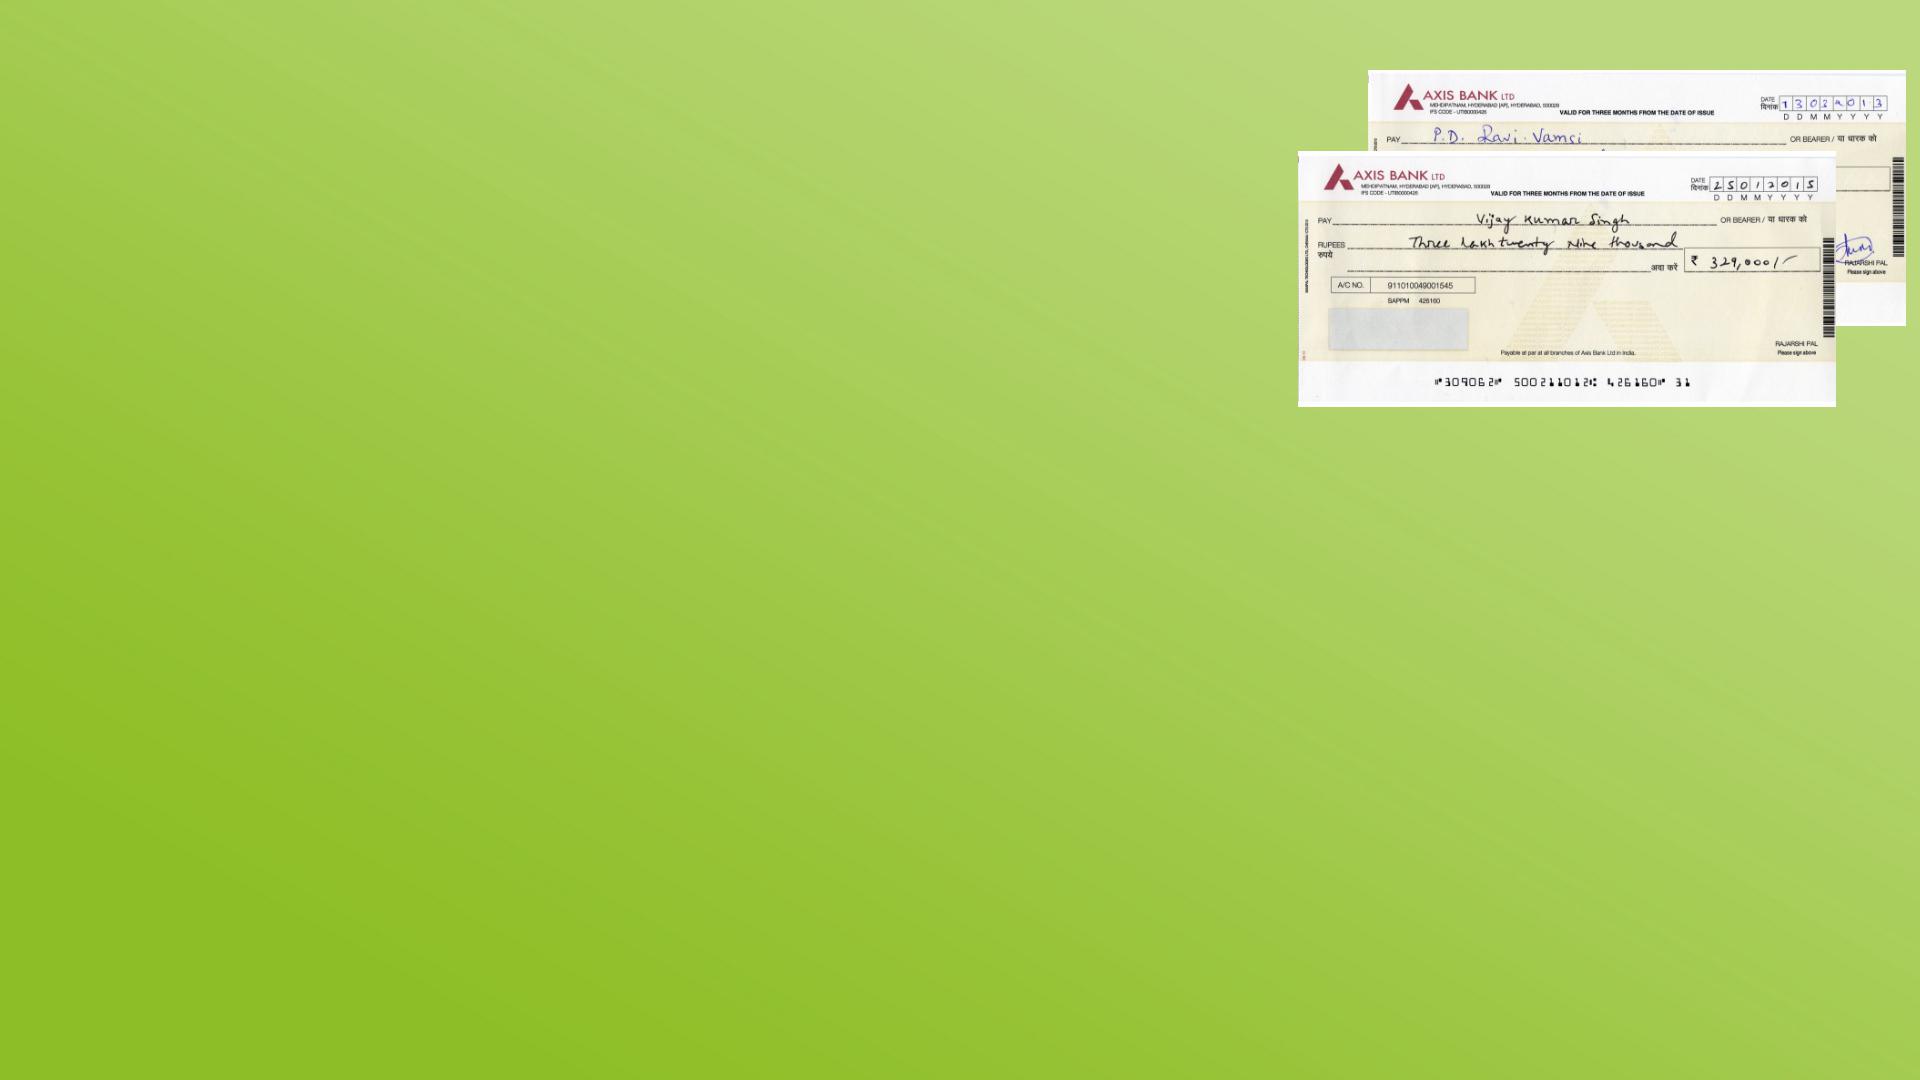 AXIS BANK LTD
MEHDIPATNAM, HYDERABAD [AP], HYDERABAD, 500028
IFS CODE - UTIB0000426
VALID FOR THREE MONTHS FROM THE DATE OF ISSUE
DATE
दिनांक
D D M M Y Y Y Y
PAY P.D. Ravi Vamsi OR BEARER / या धारक को
RAJARSHI PAL
Please sign above
AXIS BANK LTD
MEHDIPATNAM, HYDERABAD [AP], HYDERABAD, 500028
IFS CODE - UTIB0000426
VALID FOR THREE MONTHS FROM THE DATE OF ISSUE
DATE
दिनांक 25012015
D D M M Y Y Y Y
PAY Vijay Kumar Singh OR BEARER / या धारक को
RUPEES Three Lakh twenty Nine thousand
रुपये
अदा करें ₹ 329,000/-
A/C NO. 911010049001545
SAPPM 426160
RAJARSHI PAL
Please sign above
Payable at par at all branches of Axis Bank Ltd in India.
⑈309062⑈ 500211012⑆ 426160⑈ 31